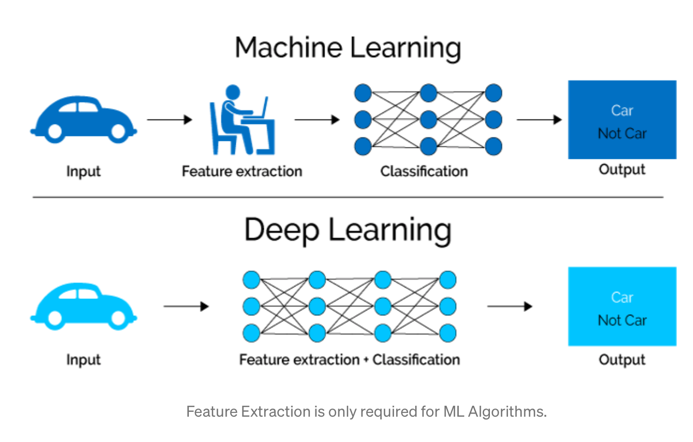 Machine Learning
Car
Not Car
Input
Feature extraction
Classification
Output
Deep Learning
Car
Not Car
Input
Feature extraction + Classification
Output
Feature Extraction is only required for ML Algorithms.